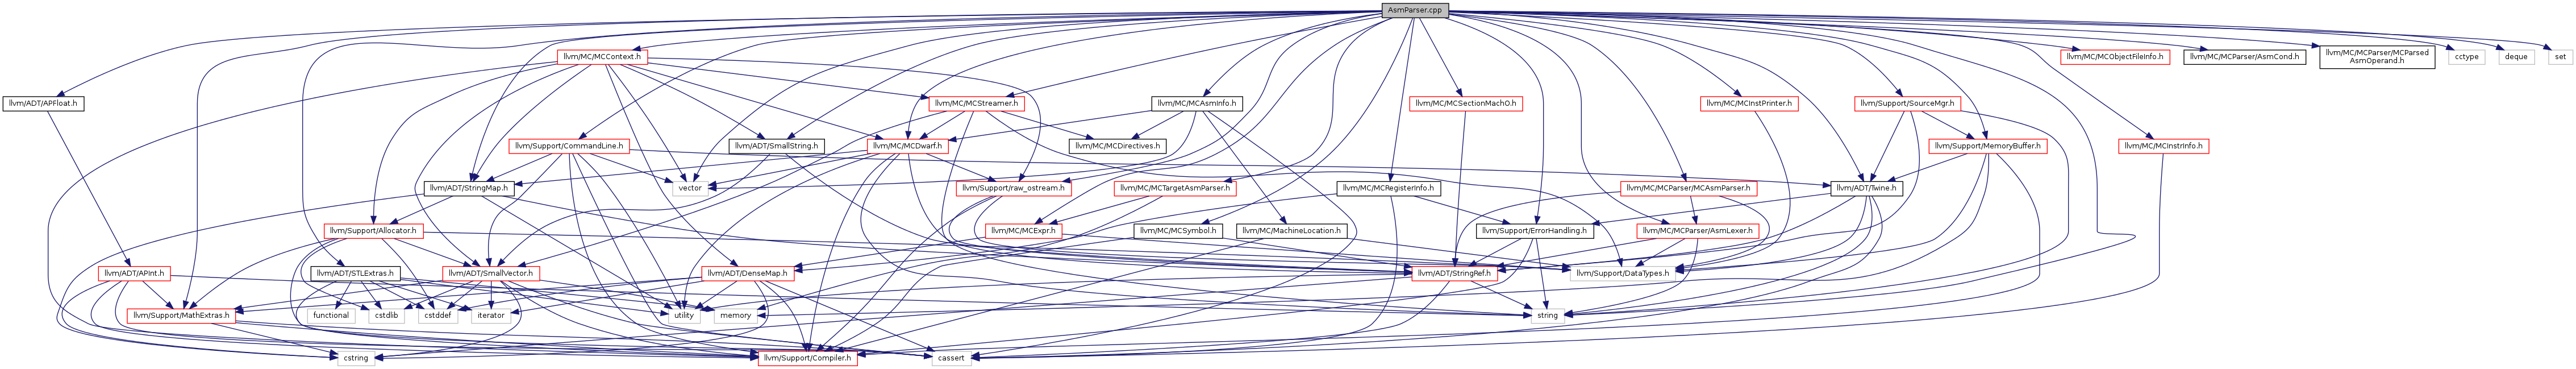 AsmParser.cpp
llvm/MC/MCContext.h
llvm/MC/MCObjectFileInfo.h
llvm/MC/MCParser/AsmCond.h
llvm/MC/MCParser/MCParsed
AsmOperand.h
cctype
deque
set
llvm/ADT/APFloat.h
llvm/MC/MCStreamer.h
llvm/MC/MCAsmInfo.h
llvm/MC/MCSectionMachO.h
llvm/MC/MCInstPrinter.h
llvm/Support/SourceMgr.h
llvm/Support/CommandLine.h
llvm/ADT/SmallString.h
llvm/MC/MCDwarf.h
llvm/MC/MCDirectives.h
llvm/Support/MemoryBuffer.h
llvm/MC/MCInstrInfo.h
llvm/ADT/StringMap.h
vector
llvm/Support/raw_ostream.h
llvm/MC/MCTargetAsmParser.h
llvm/MC/MCRegisterInfo.h
llvm/MC/MCParser/MCAsmParser.h
llvm/ADT/Twine.h
llvm/Support/Allocator.h
llvm/MC/MCExpr.h
llvm/MC/MCSymbol.h
llvm/MC/MachineLocation.h
llvm/Support/ErrorHandling.h
llvm/MC/MCParser/AsmLexer.h
llvm/ADT/APInt.h
llvm/ADT/STLExtras.h
llvm/ADT/SmallVector.h
llvm/ADT/DenseMap.h
llvm/ADT/StringRef.h
llvm/Support/DataTypes.h
llvm/Support/MathExtras.h
functional
cstdlib
cstddef
iterator
utility
memory
string
cstring
llvm/Support/Compiler.h
cassert